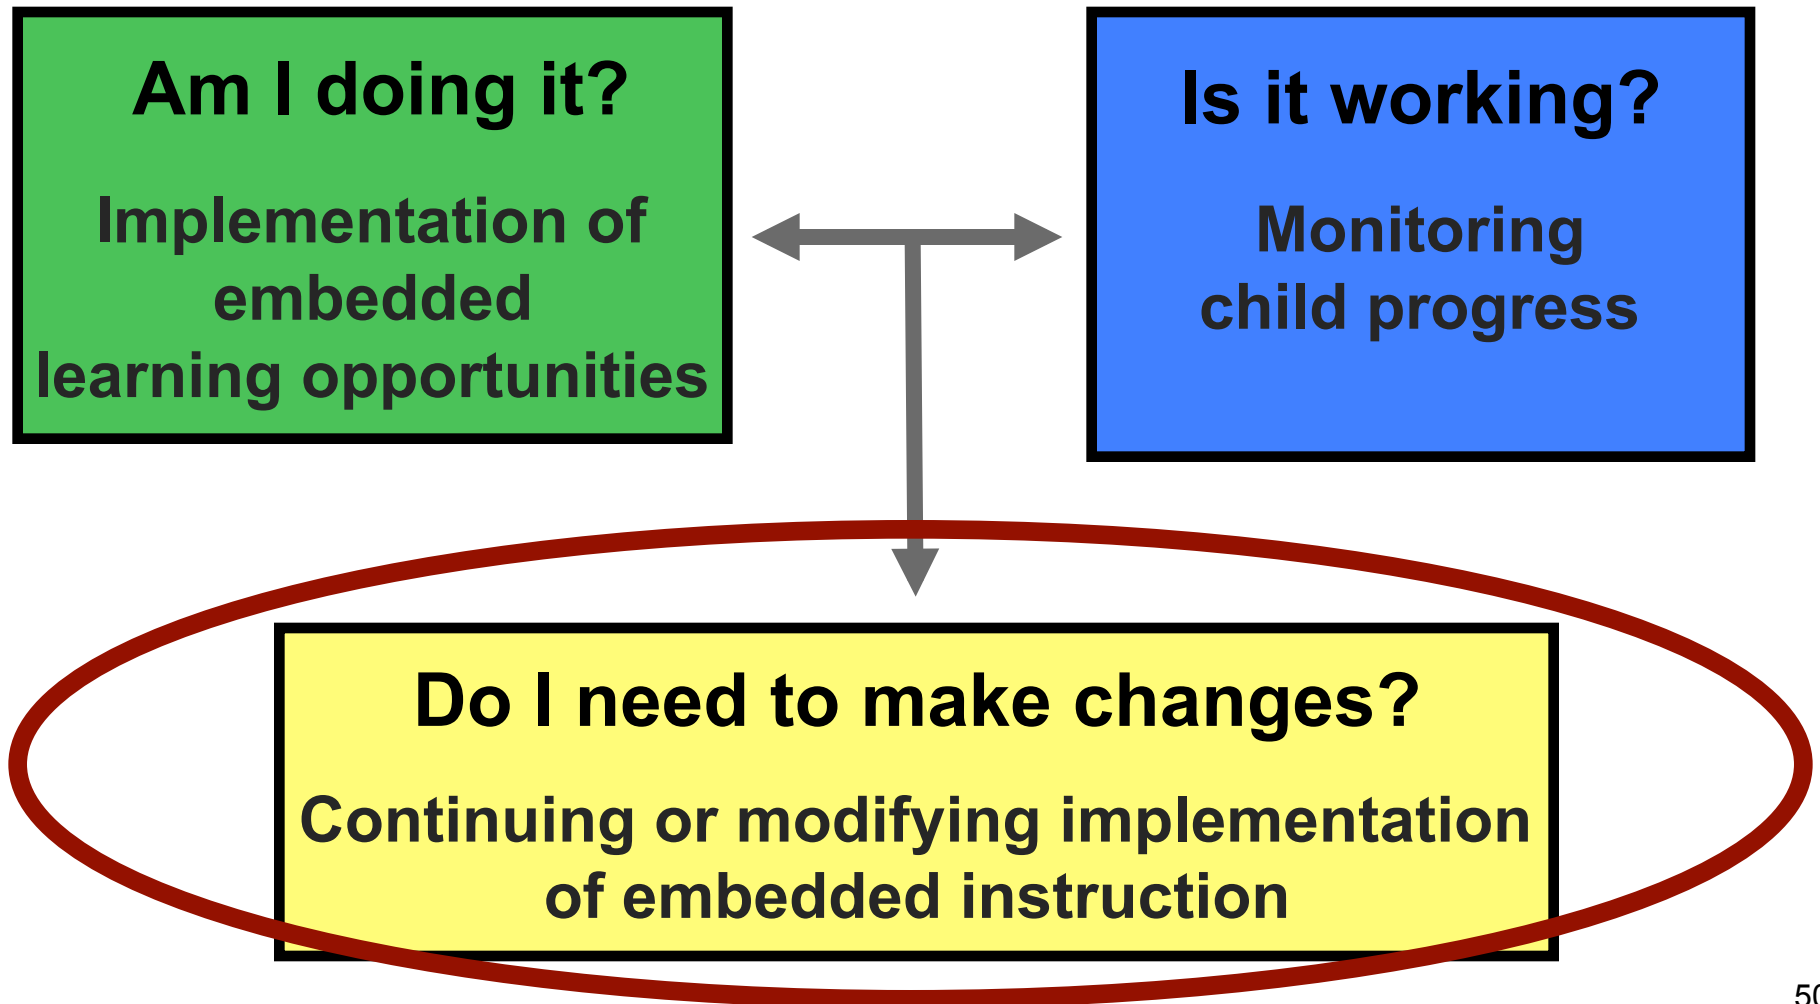 Am I doing it?
Implementation of
embedded
learning opportunities
Is it working?
Monitoring
child progress
Do I need to make changes?
Continuing or modifying implementation
of embedded instruction